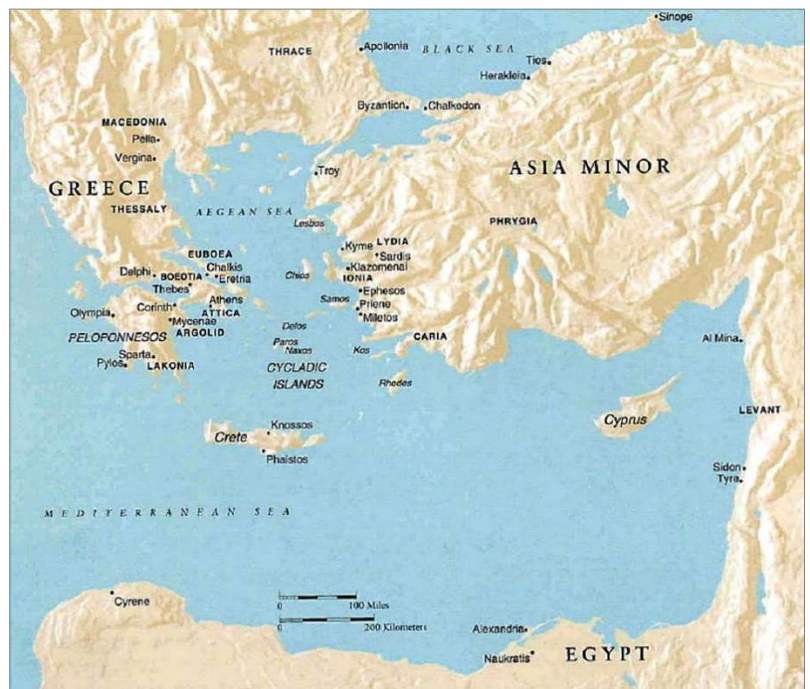 Sinope
THRACE
Apollonia
BLACK SEA
Tios
Herakleia
Byzantion
Chalkedon
MACEDONIA
Pella
Vergina
Troy
ASIA MINOR
GREECE
THESSALY
AEGEAN SEA
Lesbos
PHRYGIA
Kyme
LYDIA
Sardis
EUBOEA
Chalkis
Delphi
BOEOTIA
Eretria
Chios
Klazomenai
IONIA
Thebes
Ephesos
Corinth
Athens
Samos
Priene
Olympia
ATTICA
Miletos
Mycenae
Delos
PELOPONNESOS
ARGOLID
CARIA
Al Mina
Paros
Naxos
Kos
Sparta
Pylos
LAKONIA
CYCLADIC
ISLANDS
Rhodes
LEVANT
Cyprus
Knossos
Crete
Phaistos
Sidon
Tyre
MEDITERRANEAN SEA
Cyrene
0 100 Miles
0 200 Kilometers
Alexandria
Naukratis
EGYPT